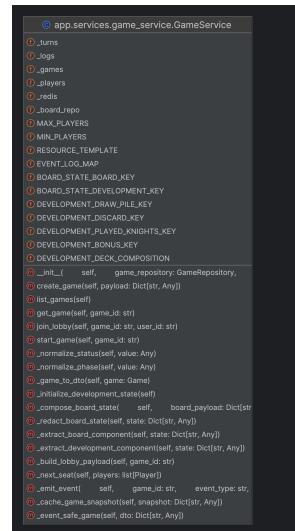 app.services.game_service.GameService
_turns
_logs
_games
_players
_redis
_board_repo
MAX_PLAYERS
MIN_PLAYERS
RESOURCE_TEMPLATE
EVENT_LOG_MAP
BOARD_STATE_BOARD_KEY
BOARD_STATE_DEVELOPMENT_KEY
DEVELOPMENT_DRAW_PILE_KEY
DEVELOPMENT_DISCARD_KEY
DEVELOPMENT_PLAYED_KNIGHTS_KEY
DEVELOPMENT_BONUS_KEY
DEVELOPMENT_DECK_COMPOSITION
__init__( self, game_repository: GameRepository,
create_game(self, payload: Dict[str, Any])
list_games(self)
get_game(self, game_id: str)
join_lobby(self, game_id: str, user_id: str)
start_game(self, game_id: str)
_normalize_status(self, value: Any)
_normalize_phase(self, value: Any)
_game_to_dto(self, game: Game)
_initialize_development_state(self)
_compose_board_state( self, board_payload: Dict[str
_redact_board_state(self, state: Dict[str, Any])
_extract_board_component(self, state: Dict[str, Any])
_extract_development_component(self, state: Dict[str, Any])
_build_lobby_payload(self, game_id: str)
_next_seat(self, players: list[Player])
_emit_event( self, game_id: str, event_type: str,
_cache_game_snapshot(self, snapshot: Dict[str, Any])
_event_safe_game(self, dto: Dict[str, Any])